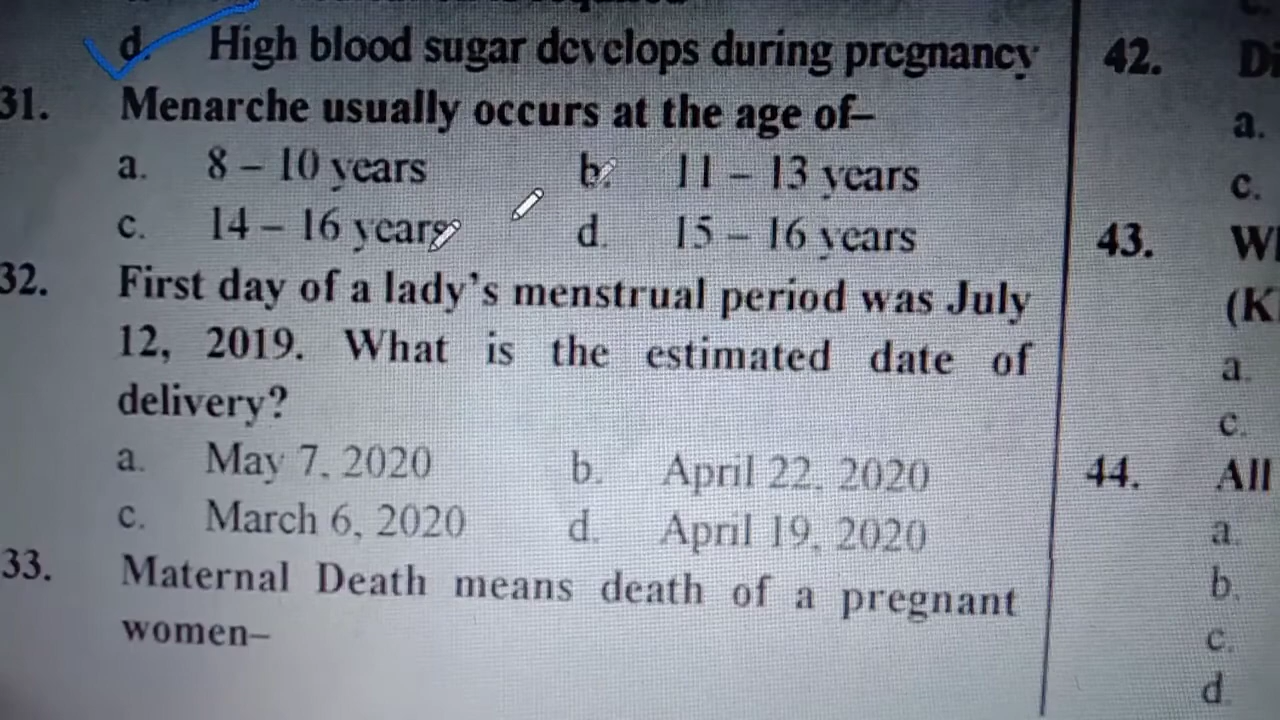 d. High blood sugar develops during pregnancy
31. Menarche usually occurs at the age of–
a. 8 – 10 years b. 11 – 13 years
c. 14 – 16 years d. 15 – 16 years
32. First day of a lady's menstrual period was July
12, 2019. What is the estimated date of
delivery?
a. May 7, 2020 b. April 22, 2020
c. March 6, 2020 d. April 19, 2020
33. Maternal Death means death of a pregnant
women–
42.
a.
c.
43.
(K
a.
c.
44. All
a.
b.
c.
d